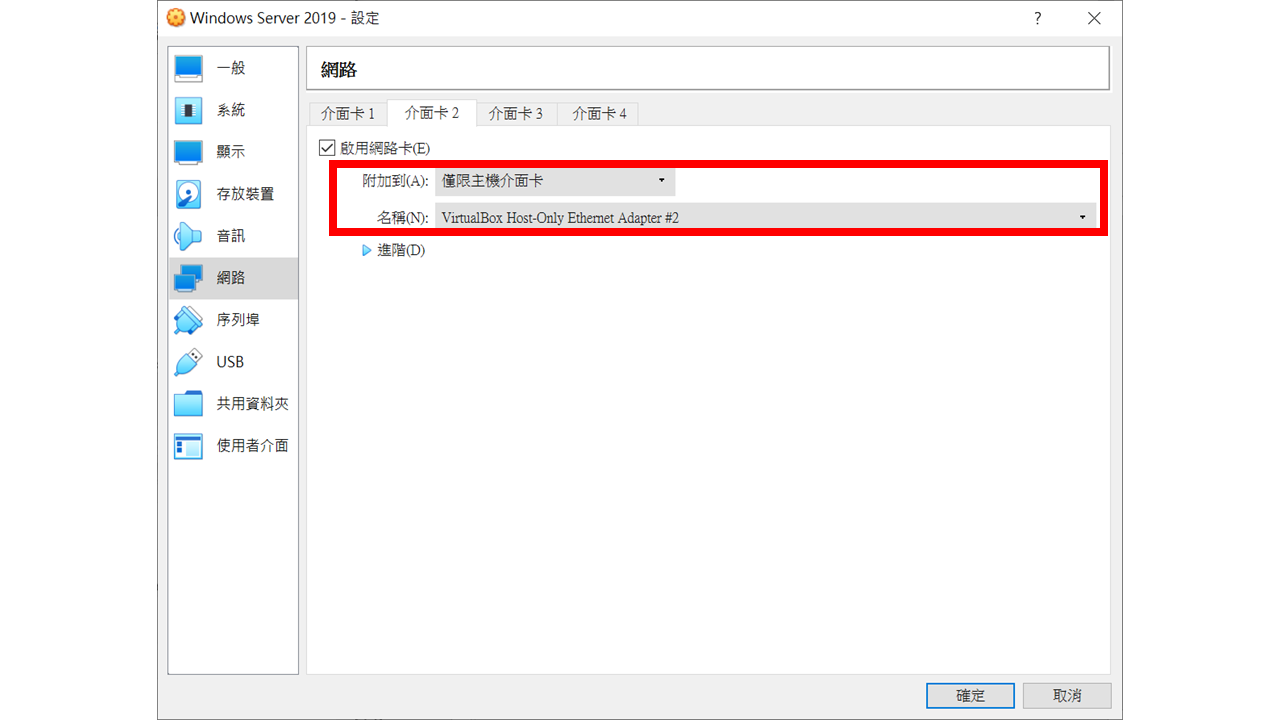 Windows Server 2019 - 設定
?
一般
系統
顯示
存放裝置
音訊
網路
序列埠
USB
共用資料夾
使用者介面
網路
介面卡 1
介面卡 2
介面卡 3
介面卡 4
啟用網路卡(E)
附加到(A): 僅限主機介面卡
名稱(N): VirtualBox Host-Only Ethernet Adapter #2
進階(D)
確定
取消